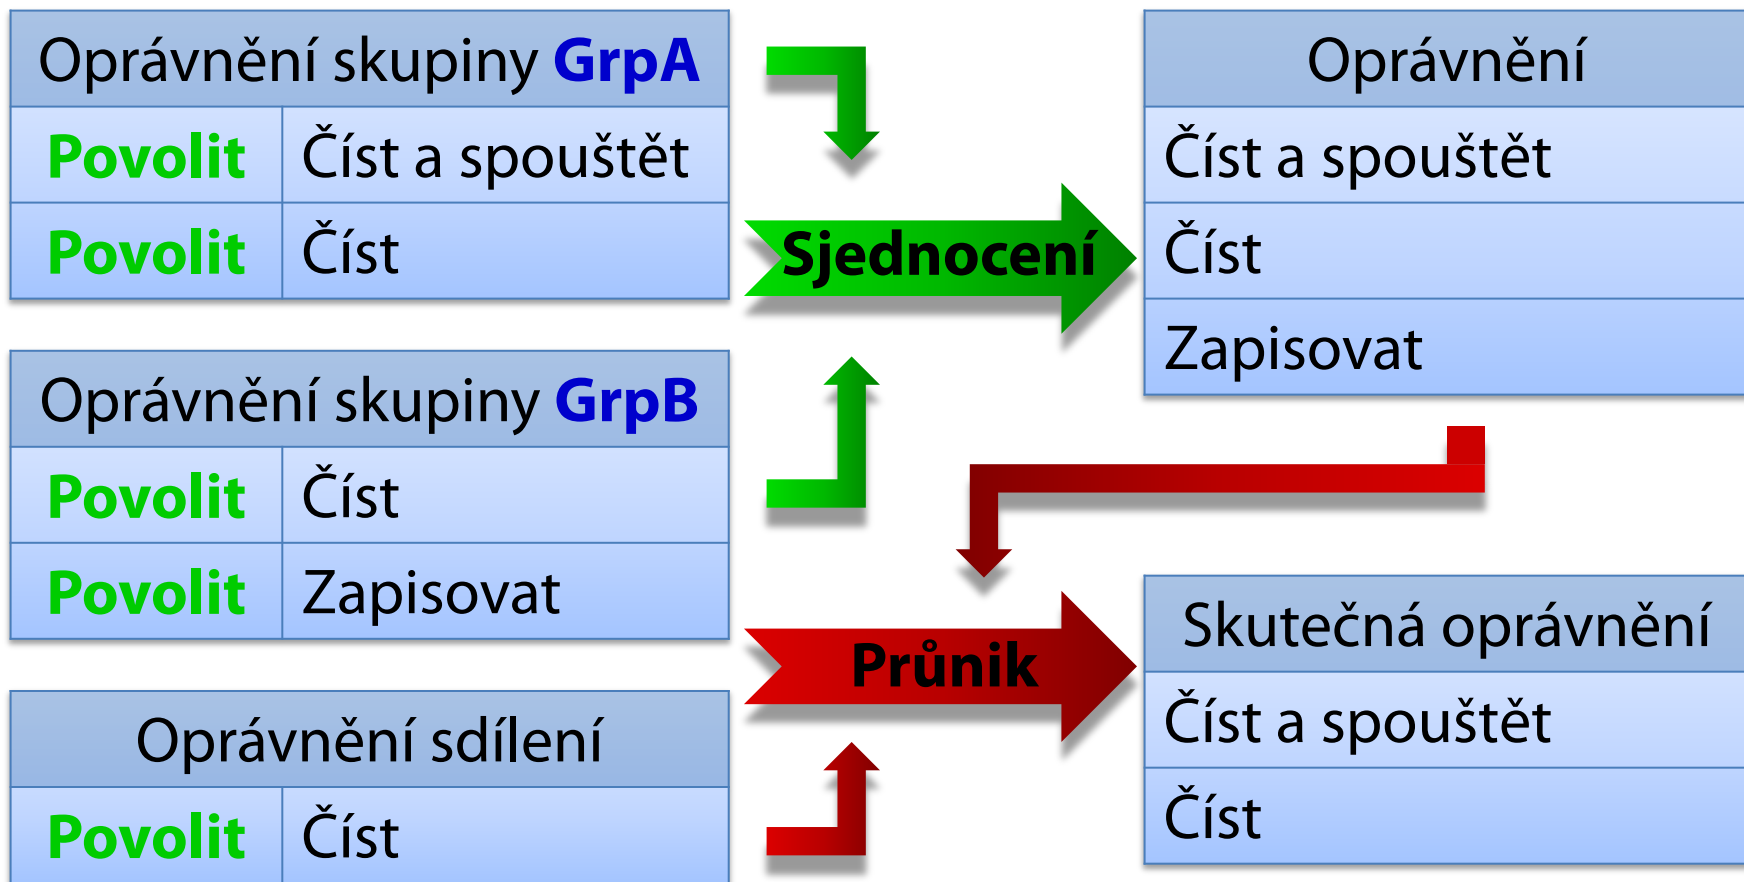 Oprávnění skupiny GrpA
Povolit Číst a spouštět
Povolit Číst
Oprávnění skupiny GrpB
Povolit Číst
Povolit Zapisovat
Oprávnění sdílení
Povolit Číst
Sjednocení
Průnik
Oprávnění
Číst a spouštět
Číst
Zapisovat
Skutečná oprávnění
Číst a spouštět
Číst